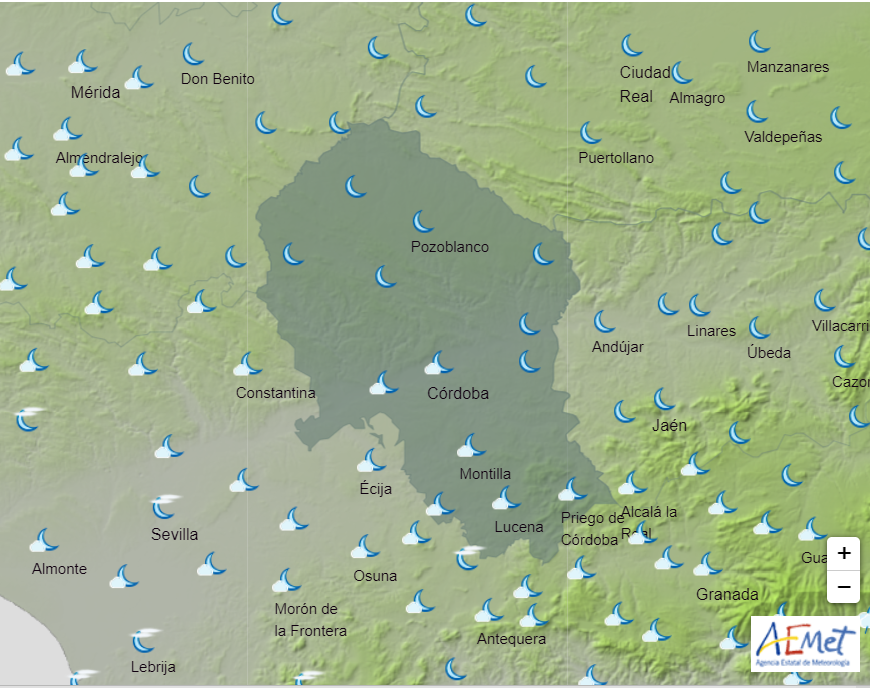 Manzanares
Ciudad
Real
Don Benito
Mérida
Almagro
Valdepeñas
Almendralejo
Puertollano
Pozoblanco
Villacarri
Linares
Andújar
Úbeda
Cazor
Constantina
Córdoba
Jaén
Montilla
Écija
Alcalá la
Real
Priego de
Córdoba
Lucena
Sevilla
Gua
Almonte
Osuna
Granada
Morón de
la Frontera
Antequera
Lebrija
+
−
AEMet
Agencia Estatal de Meteorología